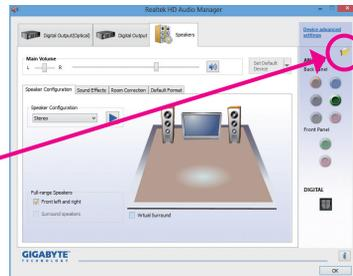 Realtek HD Audio Manager
Digital Output(Optical)
Digital Output
Speakers
Device advanced
settings
Main Volume
L
R
Set Default
Device
Back Panel
Speaker Configuration
Sound Effects
Room Correction
Default Format
Speaker Configuration
Stereo
Front Panel
Full-range Speakers
Front left and right
Surround speakers
Virtual Surround
DIGITAL
GIGABYTE
TECHNOLOGY
OK